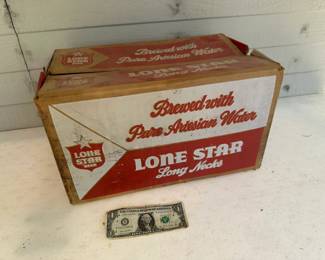 Brewed with
Pure Artesian Water
LONE STAR
Brewed with
Pure Artesian Water
LONE
STAR
BEER
LONE STAR
Long Necks
1